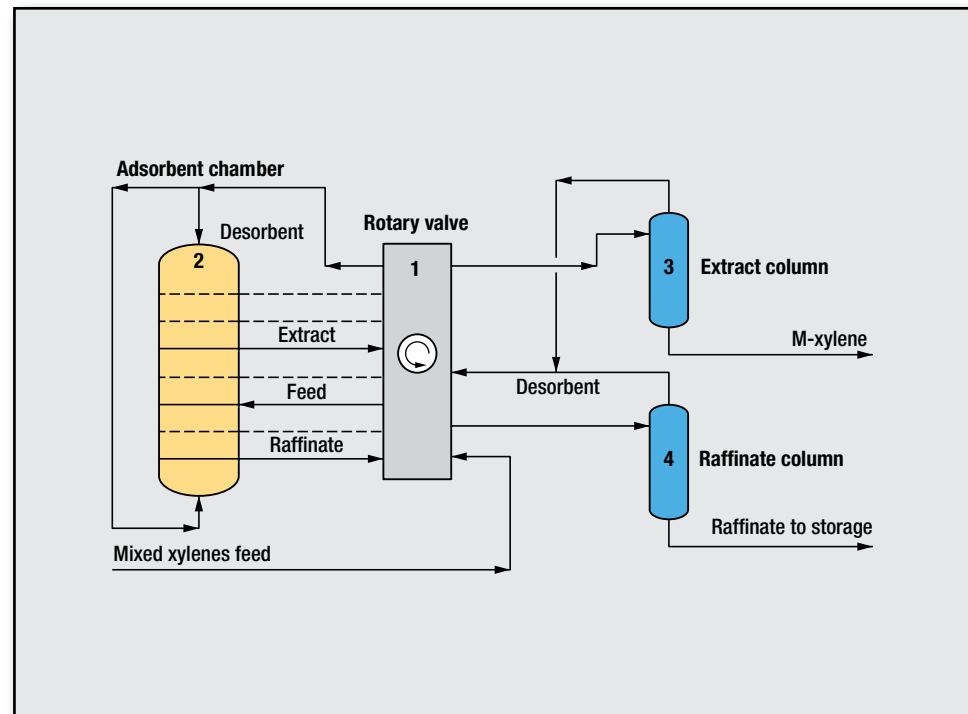 Adsorbent chamber
Desorbent
Rotary valve
2
1
3
Extract column
Extract
M-xylene
Desorbent
Feed
Raffinate
4
Raffinate column
Raffinate to storage
Mixed xylenes feed